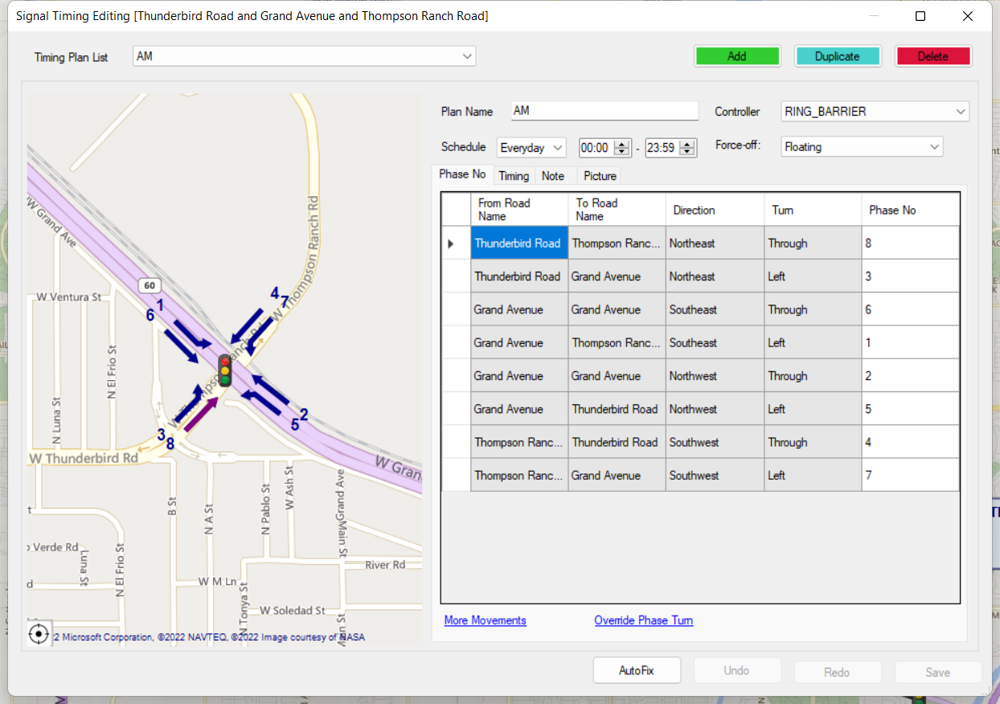 Signal Timing Editing [Thunderbird Road and Grand Avenue and Thompson Ranch Road]
Timing Plan List
AM
Add
Duplicate
Delete
Plan Name
AM
Controller
RING_BARRIER
Schedule
Everyday
00:00
-
23:59
Force-off:
Floating
Phase No
Timing
Note
Picture
From Road Name
To Road Name
Direction
Turn
Phase No
Thunderbird Road
Thompson Ranc...
Northeast
Through
8
Thunderbird Road
Grand Avenue
Northeast
Left
3
Grand Avenue
Grand Avenue
Southeast
Through
6
Grand Avenue
Thompson Ranc...
Southeast
Left
1
Grand Avenue
Grand Avenue
Northwest
Through
2
Grand Avenue
Thunderbird Road
Northwest
Left
5
Thompson Ranc...
Thunderbird Road
Southwest
Through
4
Thompson Ranc...
Grand Avenue
Southwest
Left
7
More Movements
Override Phase Turn
AutoFix
Undo
Redo
Save
W Grand Ave
W Thompson Ranch Rd
60
W Ventura St
1
6
4
7
N El Frio St
N Luna St
2
5
3
8
W Thunderbird Rd
W Gran
B St
N A St
N Pablo St
W Ash St
Grand Ave
N Main St
Verde Rd
Luna St
N El Frio St
River Rd
W M Ln
N Tonya St
W Soledad St
2 Microsoft Corporation, ©2022 NAVTEQ, ©2022 Image courtesy of NASA